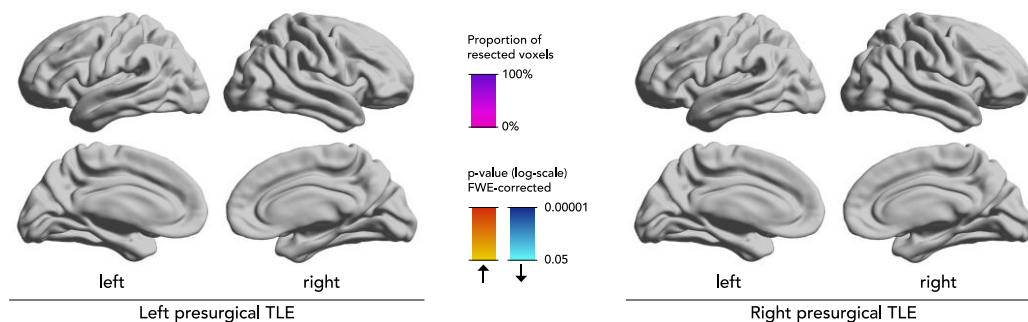 Proportion of
resected voxels
100%
0%
p-value (log-scale)
FWE-corrected
0.00001
0.05
left
right
Left presurgical TLE
left
right
Right presurgical TLE